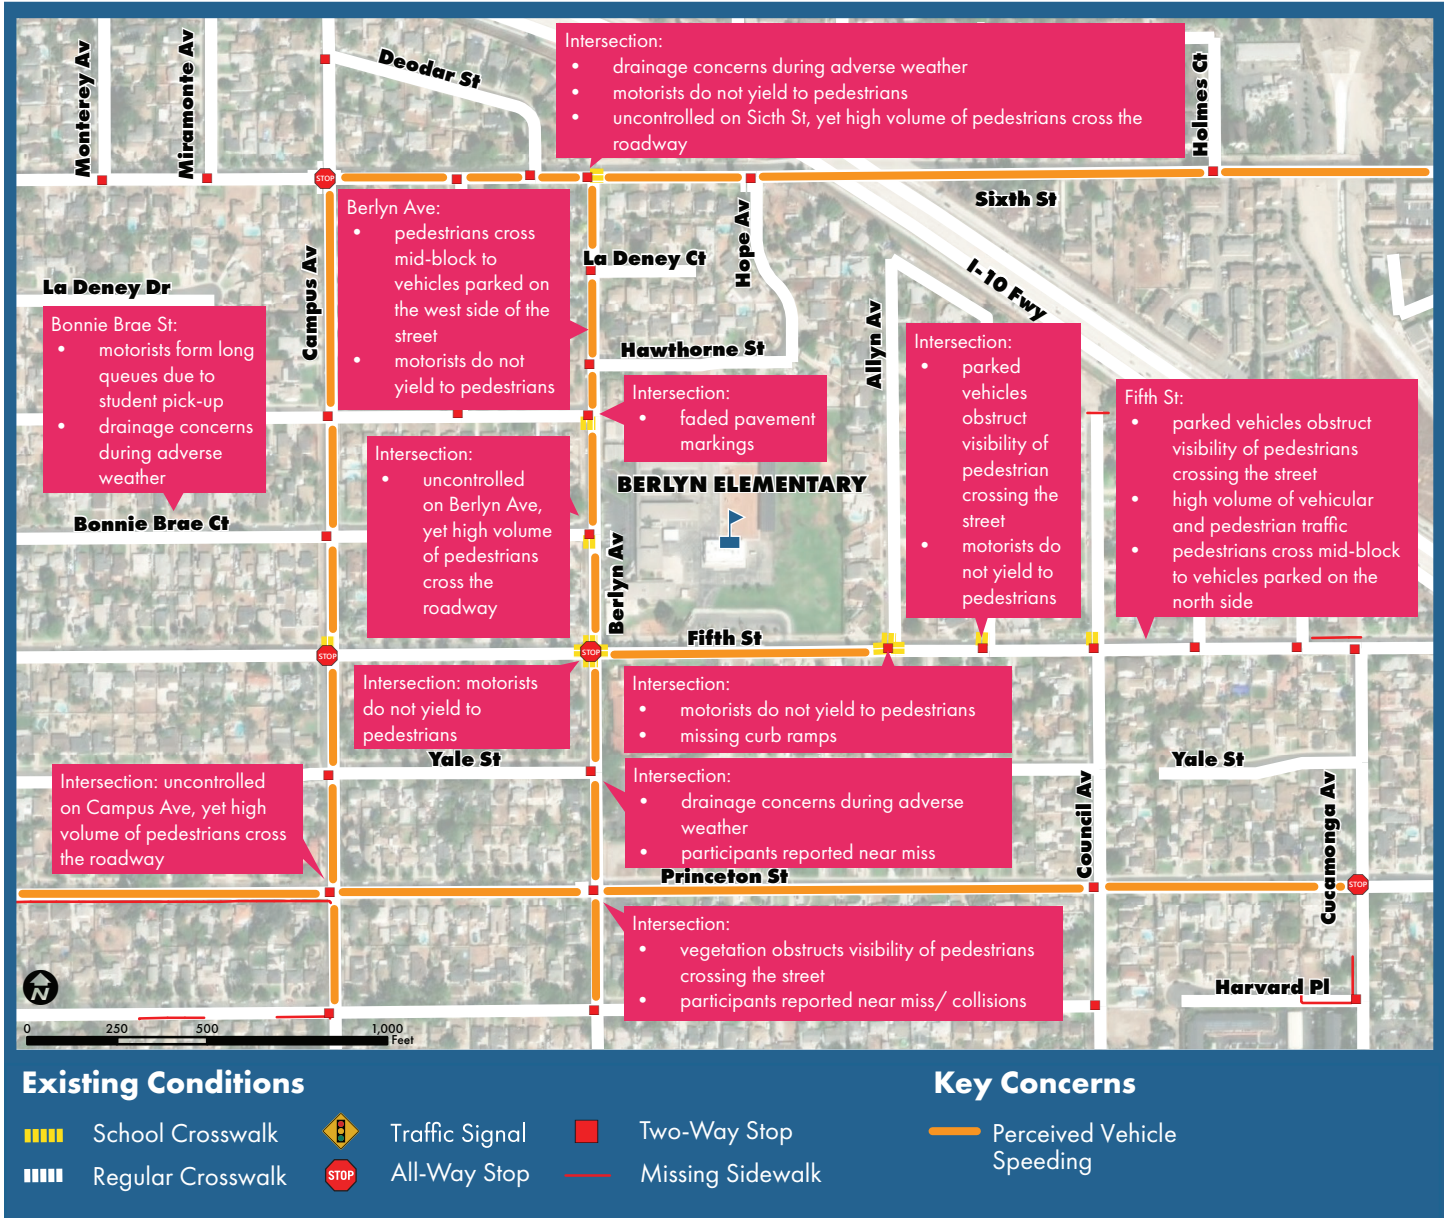 Intersection:
• drainage concerns during adverse weather
• motorists do not yield to pedestrians
• uncontrolled on Sicth St, yet high volume of pedestrians cross the
roadway
Monterey Av
Miramonte Av
Deodar St
Holmes Ct
STOP
Sixth St
Berlyn Ave:
• pedestrians cross
mid-block to
vehicles parked on
the west side of the
street
• motorists do not
yield to pedestrians
Campus Av
La Deney Ct
Hope Av
I-10 Fwy
La Deney Dr
Allyn Av
Hawthorne St
Bonnie Brae St:
• motorists form long
queues due to
student pick-up
• drainage concerns
during adverse
weather
Intersection:
• faded pavement
markings
Intersection:
• parked
vehicles
obstruct
visibility of
pedestrian
crossing the
street
• motorists do
not yield to
pedestrians
Fifth St:
• parked vehicles obstruct
visibility of pedestrians
crossing the street
• high volume of vehicular
and pedestrian traffic
• pedestrians cross mid-block
to vehicles parked on the
north side
Intersection:
• uncontrolled
on Berlyn Ave,
yet high volume
of pedestrians
cross the
roadway
BERLYN ELEMENTARY
Bonnie Brae Ct
Berlyn Av
Fifth St
STOP
STOP
Intersection: motorists
do not yield to
pedestrians
Intersection:
• motorists do not yield to pedestrians
• missing curb ramps
Yale St
Yale St
Intersection: uncontrolled
on Campus Ave, yet high
volume of pedestrians cross
the roadway
Intersection:
• drainage concerns during adverse
weather
• participants reported near miss
Council Av
Cucamonga Av
Princeton St
STOP
Intersection:
• vegetation obstructs visibility of pedestrians
crossing the street
• participants reported near miss/ collisions
Harvard Pl
N
0 250 500 1,000
Feet
Existing Conditions
School Crosswalk
Traffic Signal
Two-Way Stop
Regular Crosswalk
STOP
All-Way Stop
Missing Sidewalk
Key Concerns
Perceived Vehicle
Speeding